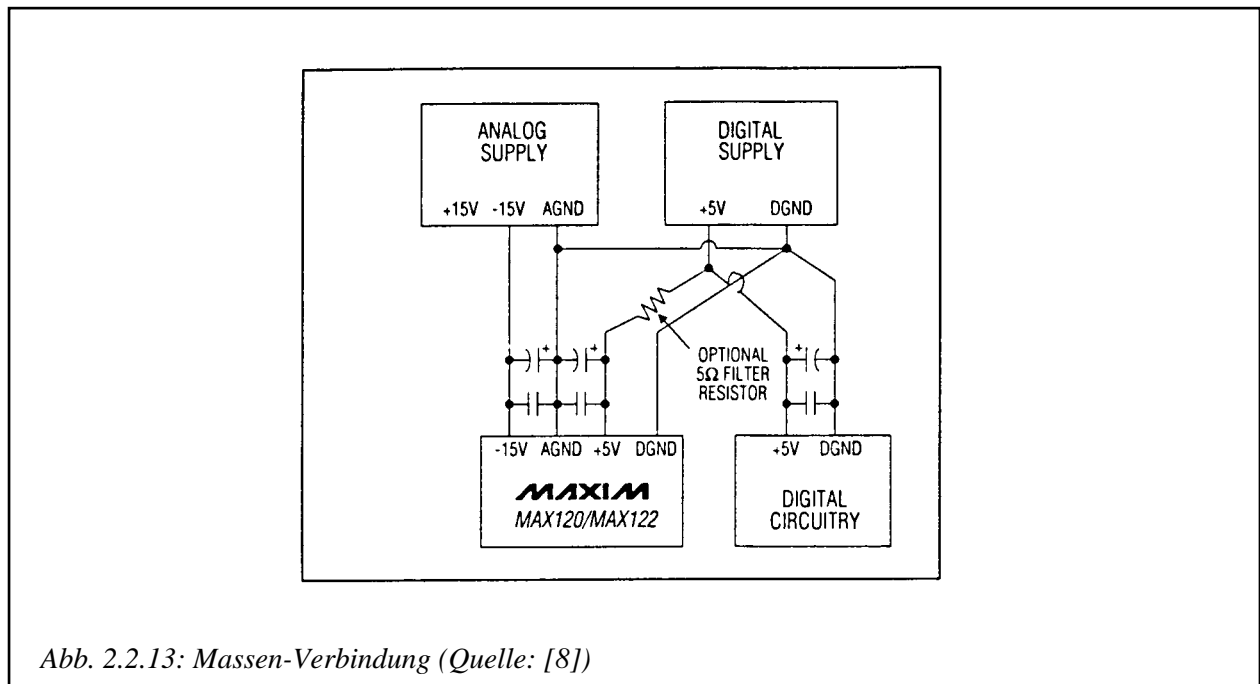 ANALOG
SUPPLY
+15V -15V AGND
DIGITAL
SUPPLY
+5V DGND
OPTIONAL
5Ω FILTER
RESISTOR
+ +
+
-15V AGND +5V DGND
MAXIM
MAX120/MAX122
+5V DGND
DIGITAL
CIRCUITRY
Abb. 2.2.13: Massen-Verbindung (Quelle: [8])